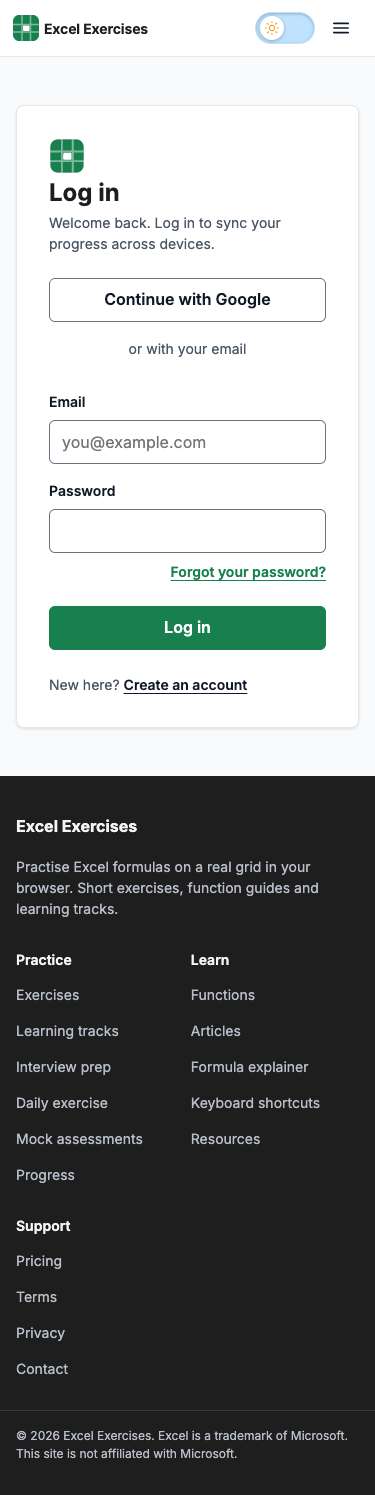 Excel Exercises
Log in
Welcome back. Log in to sync your
progress across devices.
Continue with Google
or with your email
Email
you@example.com
Password
Forgot your password?
Log in
New here? Create an account
Excel Exercises
Practise Excel formulas on a real grid in your
browser. Short exercises, function guides and
learning tracks.
Practice
Exercises
Learning tracks
Interview prep
Daily exercise
Mock assessments
Progress
Learn
Functions
Articles
Formula explainer
Keyboard shortcuts
Resources
Support
Pricing
Terms
Privacy
Contact
© 2026 Excel Exercises. Excel is a trademark of Microsoft.
This site is not affiliated with Microsoft.